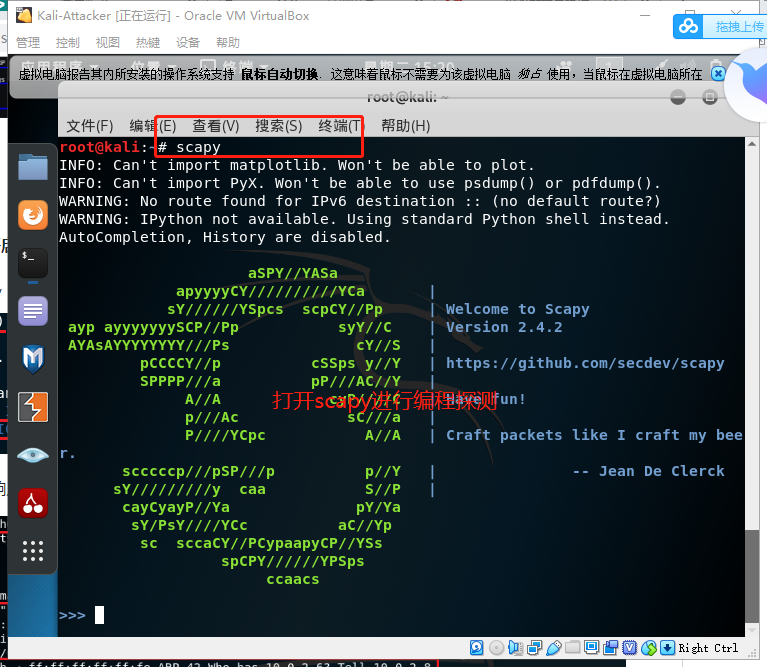 Kali-Attacker [正在运行] - Oracle VM VirtualBox
管理 控制 视图 热键 设备 帮助
拖拽上传
虚拟电脑报告其内所安装的操作系统支持 鼠标自动切换. 这意味着鼠标不需要为该虚拟电脑 独占 使用，当鼠标在虚拟电脑所在
root@kali: ~
文件(F) 编辑(E) 查看(V) 搜索(S) 终端(T) 帮助(H)
root@kali:~# scapy
INFO: Can't import matplotlib. Won't be able to plot.
INFO: Can't import PyX. Won't be able to use psdump() or pdfdump().
WARNING: No route found for IPv6 destination :: (no default route?)
WARNING: IPython not available. Using standard Python shell instead.
AutoCompletion, History are disabled.
aSPY//YASa
apyyyyCY//////////YCa |
sY//////YSpcs scpCY//Pp | Welcome to Scapy
ayp ayyyyyyySCP//Pp syY//C | Version 2.4.2
AYAsAYYYYYYYY///Ps cY//S |
pCCCCY//p cSSps y//Y | https://github.com/secdev/scapy
SPPPP///a pP///AC//Y |
A//A cyP////C | Have fun!
打开scapy进行编程探测
p///Ac sC///a |
P////YCpc A//A | Craft packets like I craft my bee
r.
scccccp///pSP///p p//Y | -- Jean De Clerck
sY/////////y caa S//P |
cayCyayP//Ya pY/Ya
sY/PsY////YCc aC//Yp
sc sccaCY//PCypaapyCP//YSs
spCPY//////YPSps
ccaacs
>>>
Right Ctrl